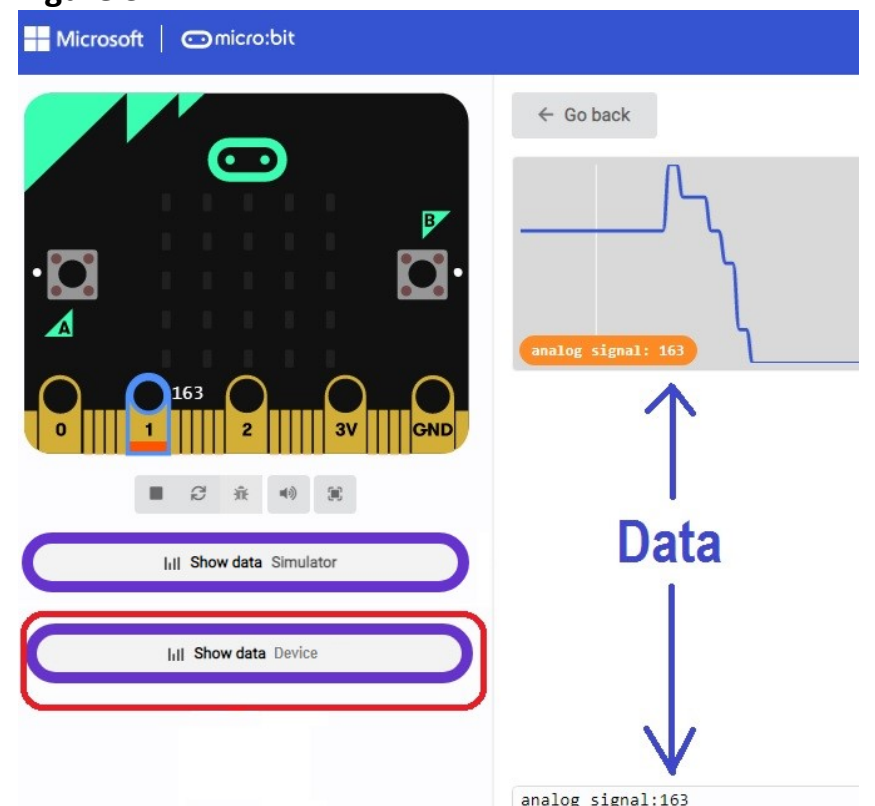 Microsoft micro:bit
Go back
B
A
analog signal: 163
163
0 1 2 3V GND
Show data Simulator
Data
Show data Device
analog signal:163